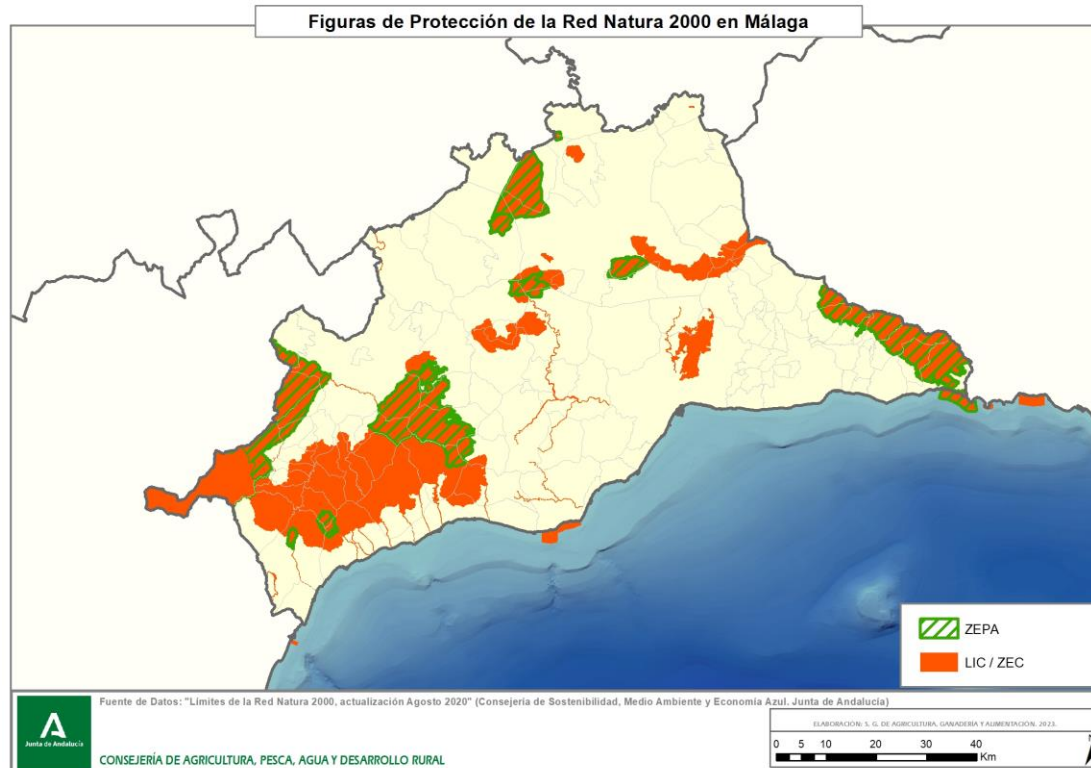 Figuras de Protección de la Red Natura 2000 en Málaga
ZEPA
LIC / ZEC
Fuente de Datos: "Límites de la Red Natura 2000, actualización Agosto 2020" (Consejería de Sostenibilidad, Medio Ambiente y Economía Azul. Junta de Andalucía)
ELABORACIÓN: S. G. DE AGRICULTURA, GANADERÍA Y ALIMENTACIÓN. 2023.
0 5 10 20 30 40
Km
N
A
Junta de Andalucía
CONSEJERÍA DE AGRICULTURA, PESCA, AGUA Y DESARROLLO RURAL